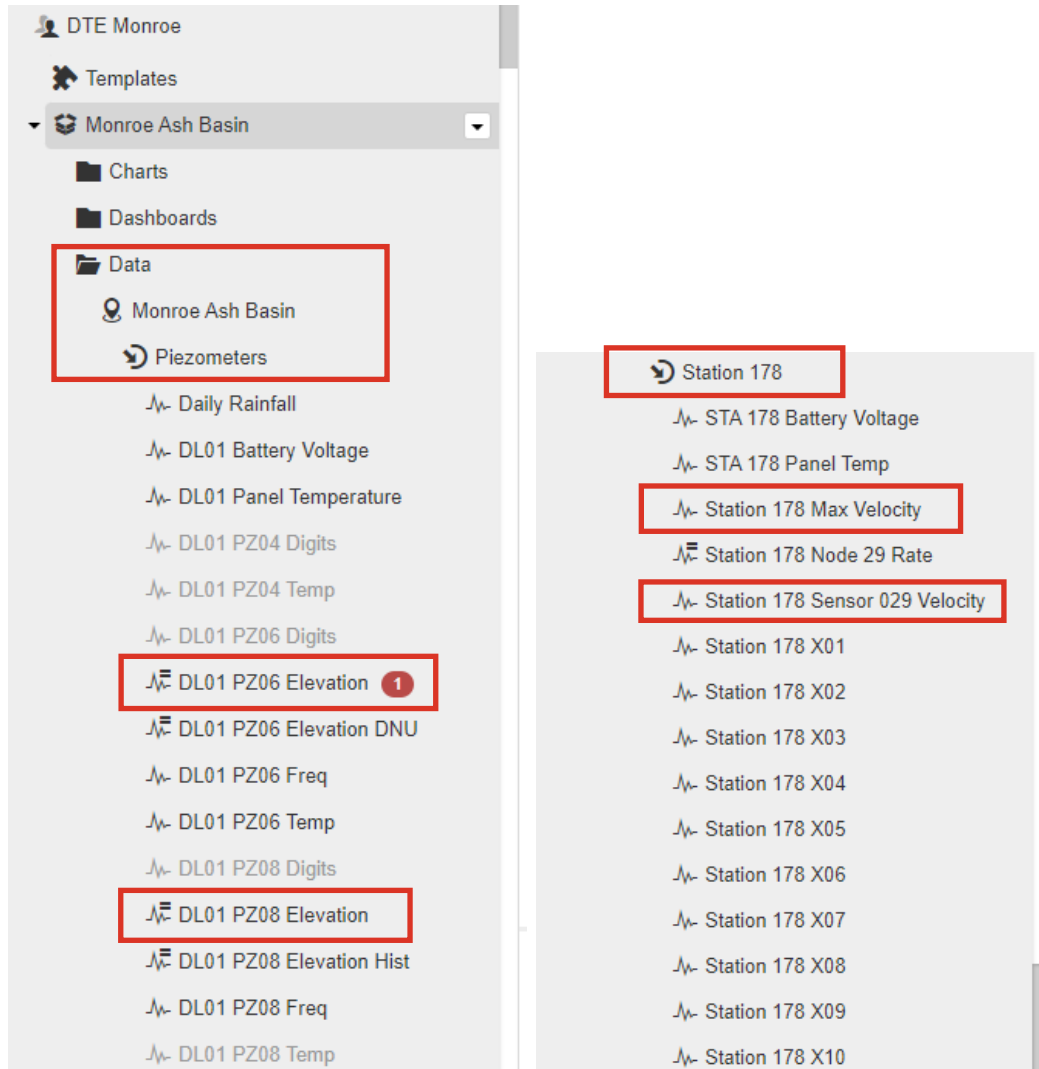 DTE Monroe
Templates
Monroe Ash Basin
Charts
Dashboards
Data
Monroe Ash Basin
Piezometers
Daily Rainfall
DL01 Battery Voltage
DL01 Panel Temperature
DL01 PZ04 Digits
DL01 PZ04 Temp
DL01 PZ06 Digits
DL01 PZ06 Elevation 1
DL01 PZ06 Elevation DNU
DL01 PZ06 Freq
DL01 PZ06 Temp
DL01 PZ08 Digits
DL01 PZ08 Elevation
DL01 PZ08 Elevation Hist
DL01 PZ08 Freq
DL01 PZ08 Temp
Station 178
STA 178 Battery Voltage
STA 178 Panel Temp
Station 178 Max Velocity
Station 178 Node 29 Rate
Station 178 Sensor 029 Velocity
Station 178 X01
Station 178 X02
Station 178 X03
Station 178 X04
Station 178 X05
Station 178 X06
Station 178 X07
Station 178 X08
Station 178 X09
Station 178 X10